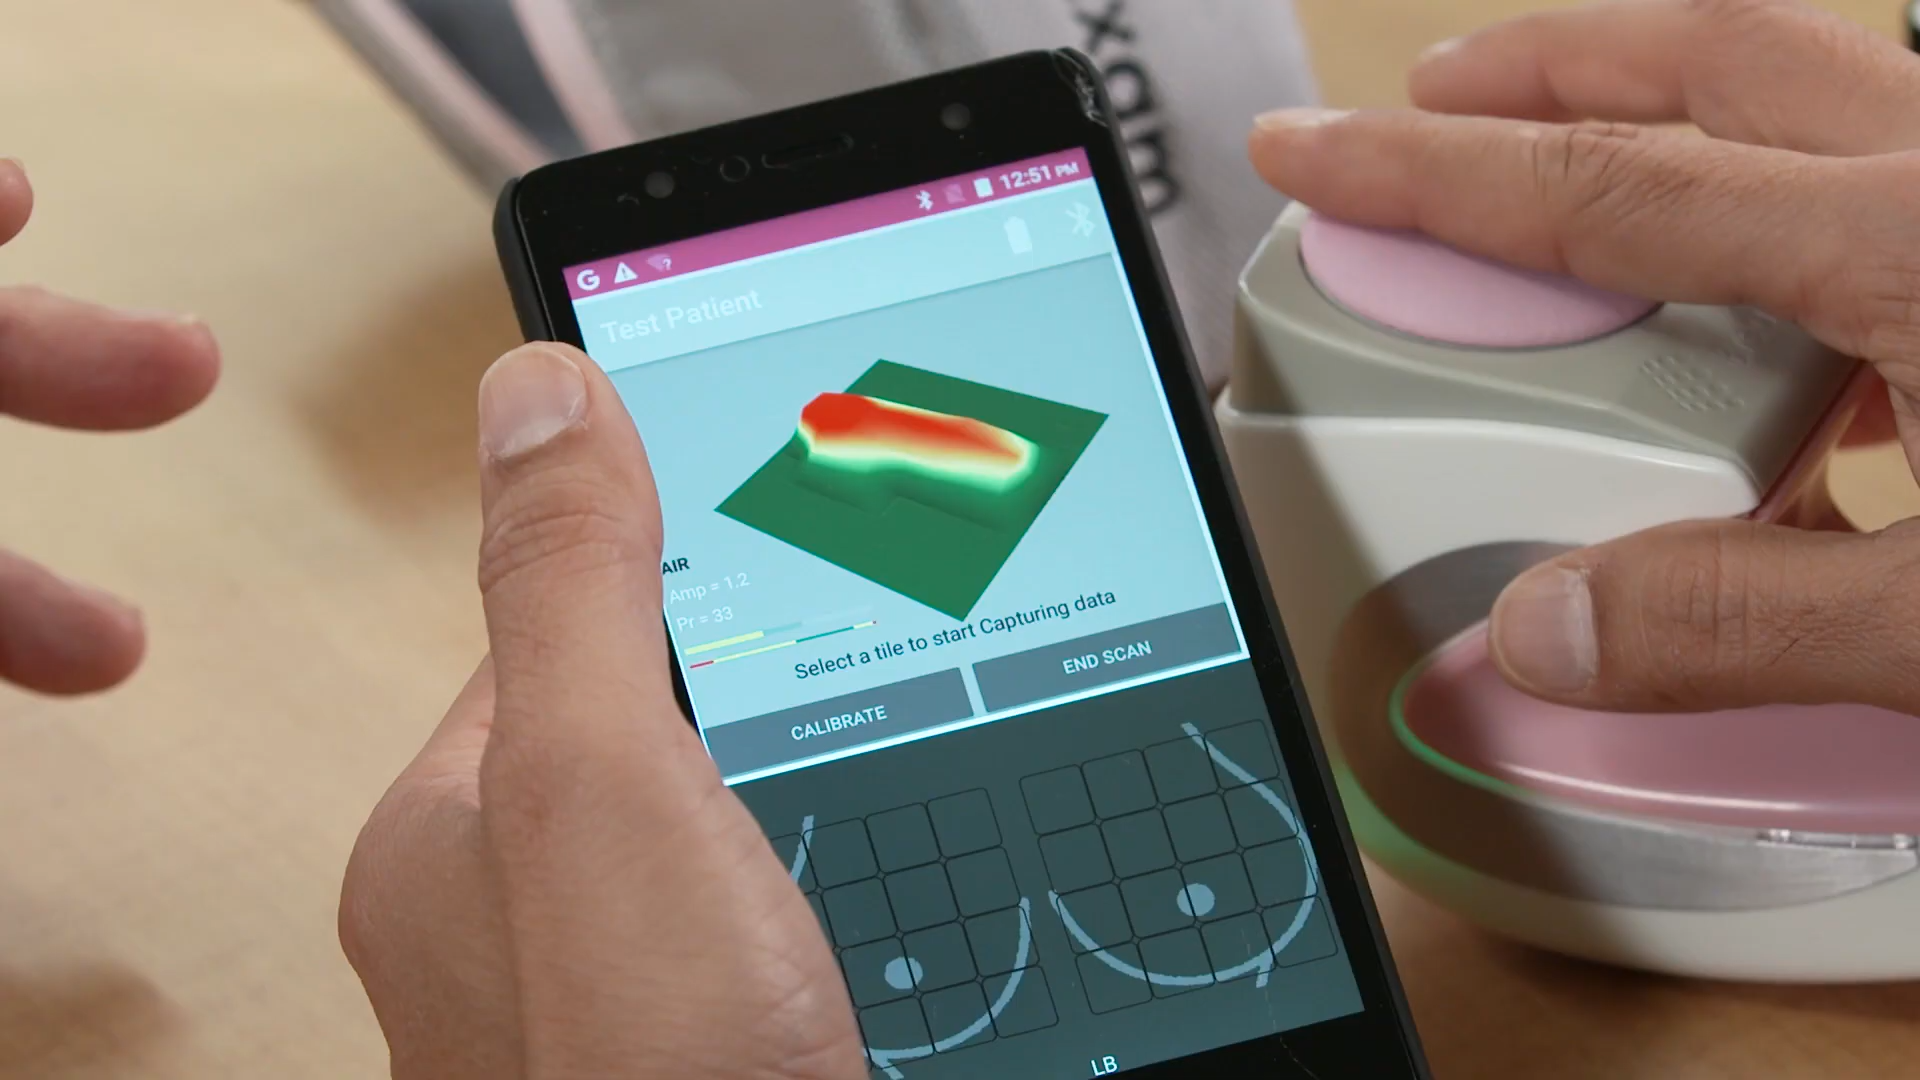 xam
12:51 PM
G
?
Test Patient
AIR
Amp = 1.2
Pr = 33
Select a tile to start Capturing data
CALIBRATE
END SCAN
LB